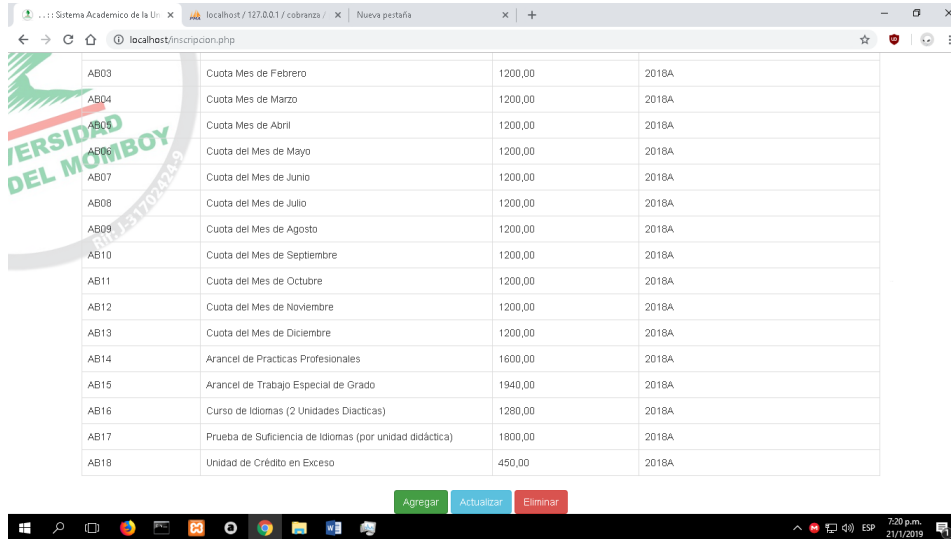 ..:: Sistema Academico de la Un
localhost / 127.0.0.1 / cobranza /
Nueva pestaña
localhost/inscripcion.php
ERSIDAD
DEL MOMBOY
RIF: J-31702424-9
AB03 Cuota Mes de Febrero 1200,00 2018A
AB04 Cuota Mes de Marzo 1200,00 2018A
AB05 Cuota Mes de Abril 1200,00 2018A
AB06 Cuota del Mes de Mayo 1200,00 2018A
AB07 Cuota del Mes de Junio 1200,00 2018A
AB08 Cuota del Mes de Julio 1200,00 2018A
AB09 Cuota del Mes de Agosto 1200,00 2018A
AB10 Cuota del Mes de Septiembre 1200,00 2018A
AB11 Cuota del Mes de Octubre 1200,00 2018A
AB12 Cuota del Mes de Noviembre 1200,00 2018A
AB13 Cuota del Mes de Diciembre 1200,00 2018A
AB14 Arancel de Practicas Profesionales 1600,00 2018A
AB15 Arancel de Trabajo Especial de Grado 1940,00 2018A
AB16 Curso de Idiomas (2 Unidades Diacticas) 1280,00 2018A
AB17 Prueba de Suficiencia de Idiomas (por unidad didáctica) 1800,00 2018A
AB18 Unidad de Crédito en Exceso 450,00 2018A
Agregar Actualizar Eliminar
ESP
7:20 p.m.
21/1/2019